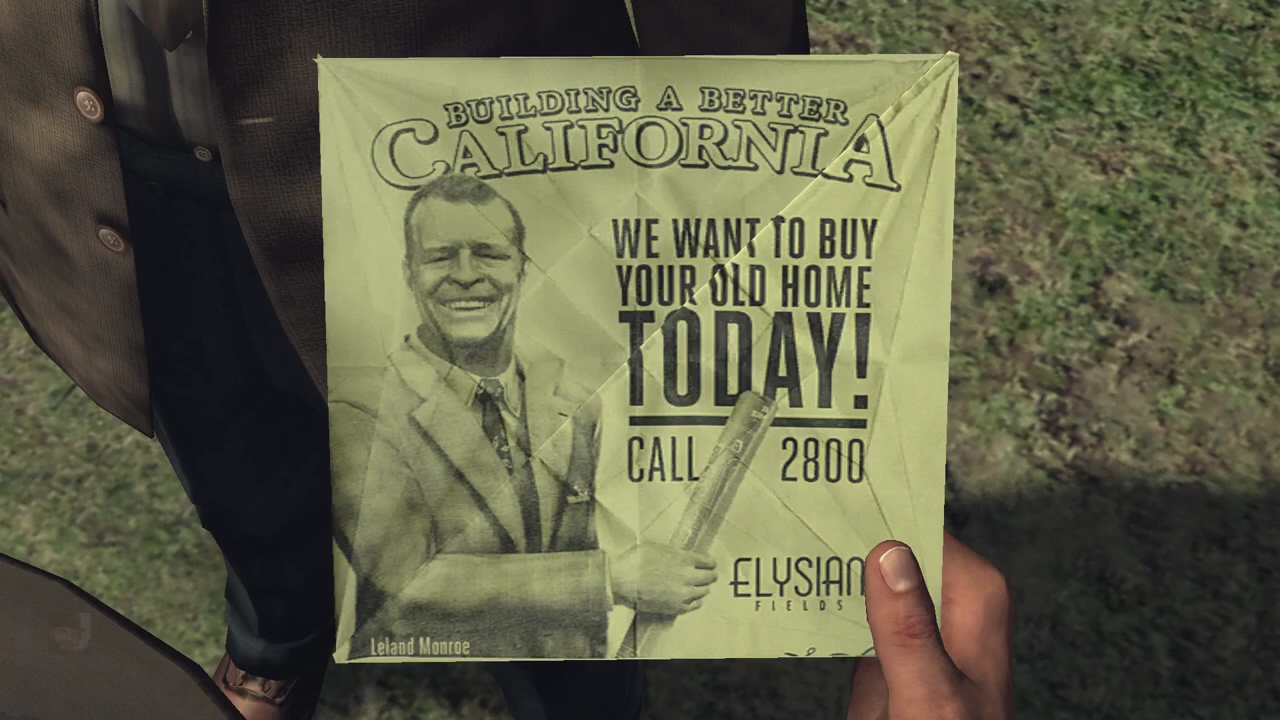 BUILDING A BETTER
CALIFORNIA
WE WANT TO BUY
YOUR OLD HOME
TODAY!
CALL 2800
ELYSIAN
FIELDS
Leland Monroe